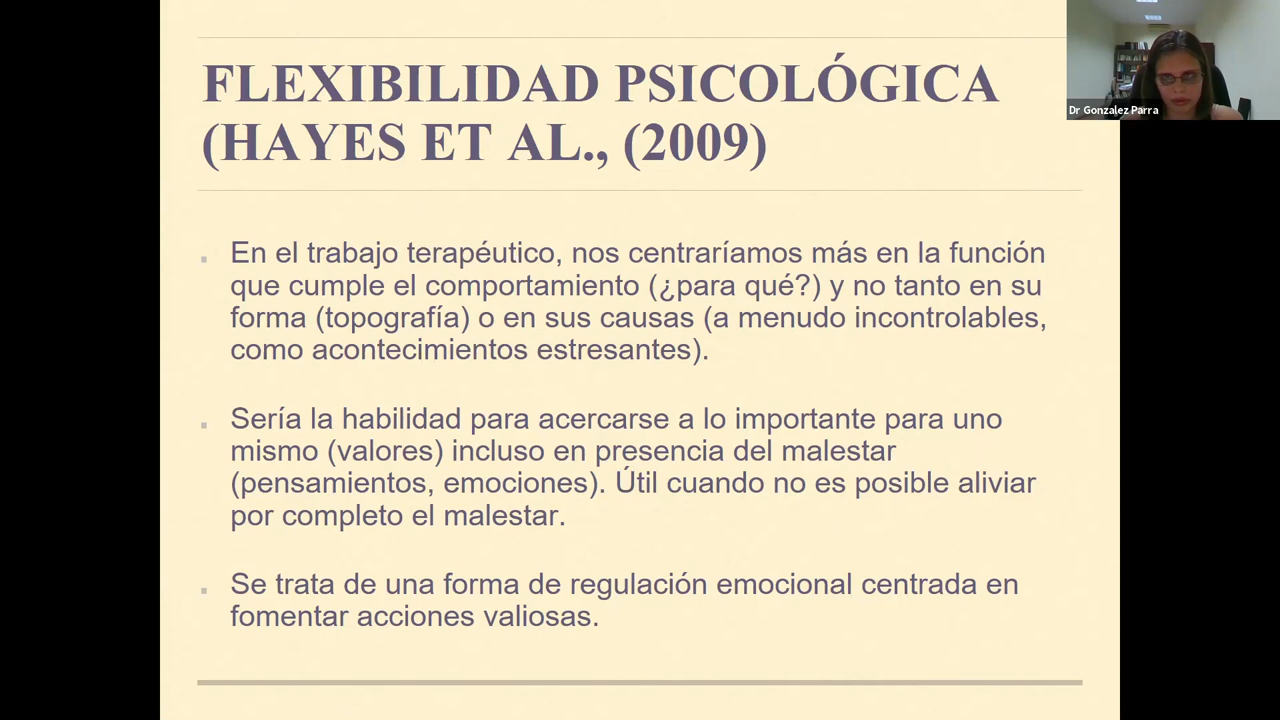 FLEXIBILIDAD PSICOLÓGICA
(HAYES ET AL., (2009)
Dr Gonzalez Parra
En el trabajo terapéutico, nos centraríamos más en la función
que cumple el comportamiento (¿para qué?) y no tanto en su
forma (topografía) o en sus causas (a menudo incontrolables,
como acontecimientos estresantes).
Sería la habilidad para acercarse a lo importante para uno
mismo (valores) incluso en presencia del malestar
(pensamientos, emociones). Útil cuando no es posible aliviar
por completo el malestar.
Se trata de una forma de regulación emocional centrada en
fomentar acciones valiosas.